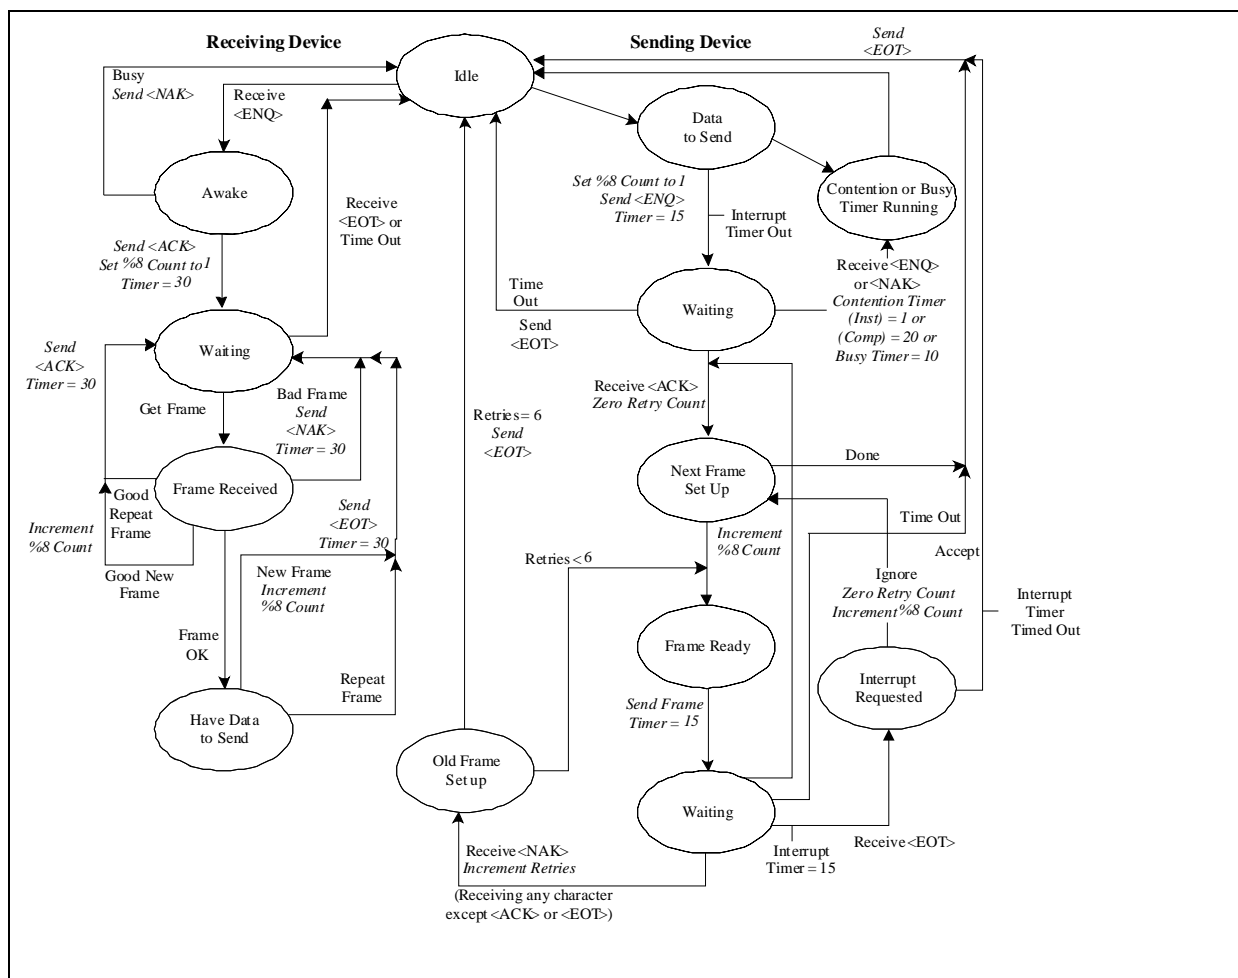 Receiving Device
Sending Device
Send
<EOT>
Idle
Busy
Send <NAK>
Receive
<ENQ>
Data
to Send
Awake
Contention or Busy
Timer Running
Set %8 Count to 1
Send <ENQ>
Timer = 15
Interrupt
Timer Out
Receive
<EOT> or
Time Out
Send <ACK>
Set %8 Count to 1
Timer = 30
Receive <ENQ>
or <NAK>
Contention Timer
(Inst) = 1 or
(Comp) = 20 or
Busy Timer = 10
Time
Out
Send
<EOT>
Waiting
Waiting
Send
<ACK>
Timer = 30
Get Frame
Bad Frame
Send
<NAK>
Timer = 30
Receive <ACK>
Zero Retry Count
Retries = 6
Send
<EOT>
Frame Received
Next Frame
Set Up
Done
Good
Repeat
Frame
Increment
%8 Count
Good New
Frame
Send
<EOT>
Timer = 30
Increment
%8 Count
Time Out
Accept
New Frame
Increment
%8 Count
Retries < 6
Ignore
Zero Retry Count
Increment %8 Count
Interrupt
Timer
Timed Out
Frame
OK
Frame Ready
Repeat
Frame
Interrupt
Requested
Send Frame
Timer = 15
Have Data
to Send
Old Frame
Set up
Waiting
Receive <NAK>
Increment Retries
Interrupt
Timer = 15
Receive <EOT>
(Receiving any character
except <ACK> or <EOT>)